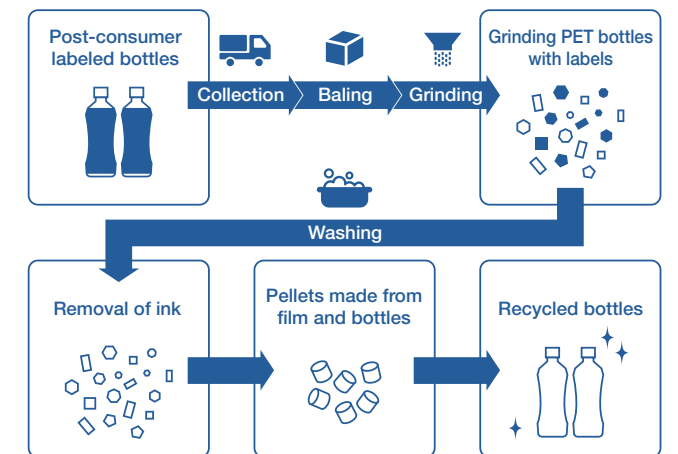 Post-consumer
labeled bottles
Collection
Baling
Grinding
Grinding PET bottles
with labels
Washing
Removal of ink
Pellets made from
film and bottles
Recycled bottles